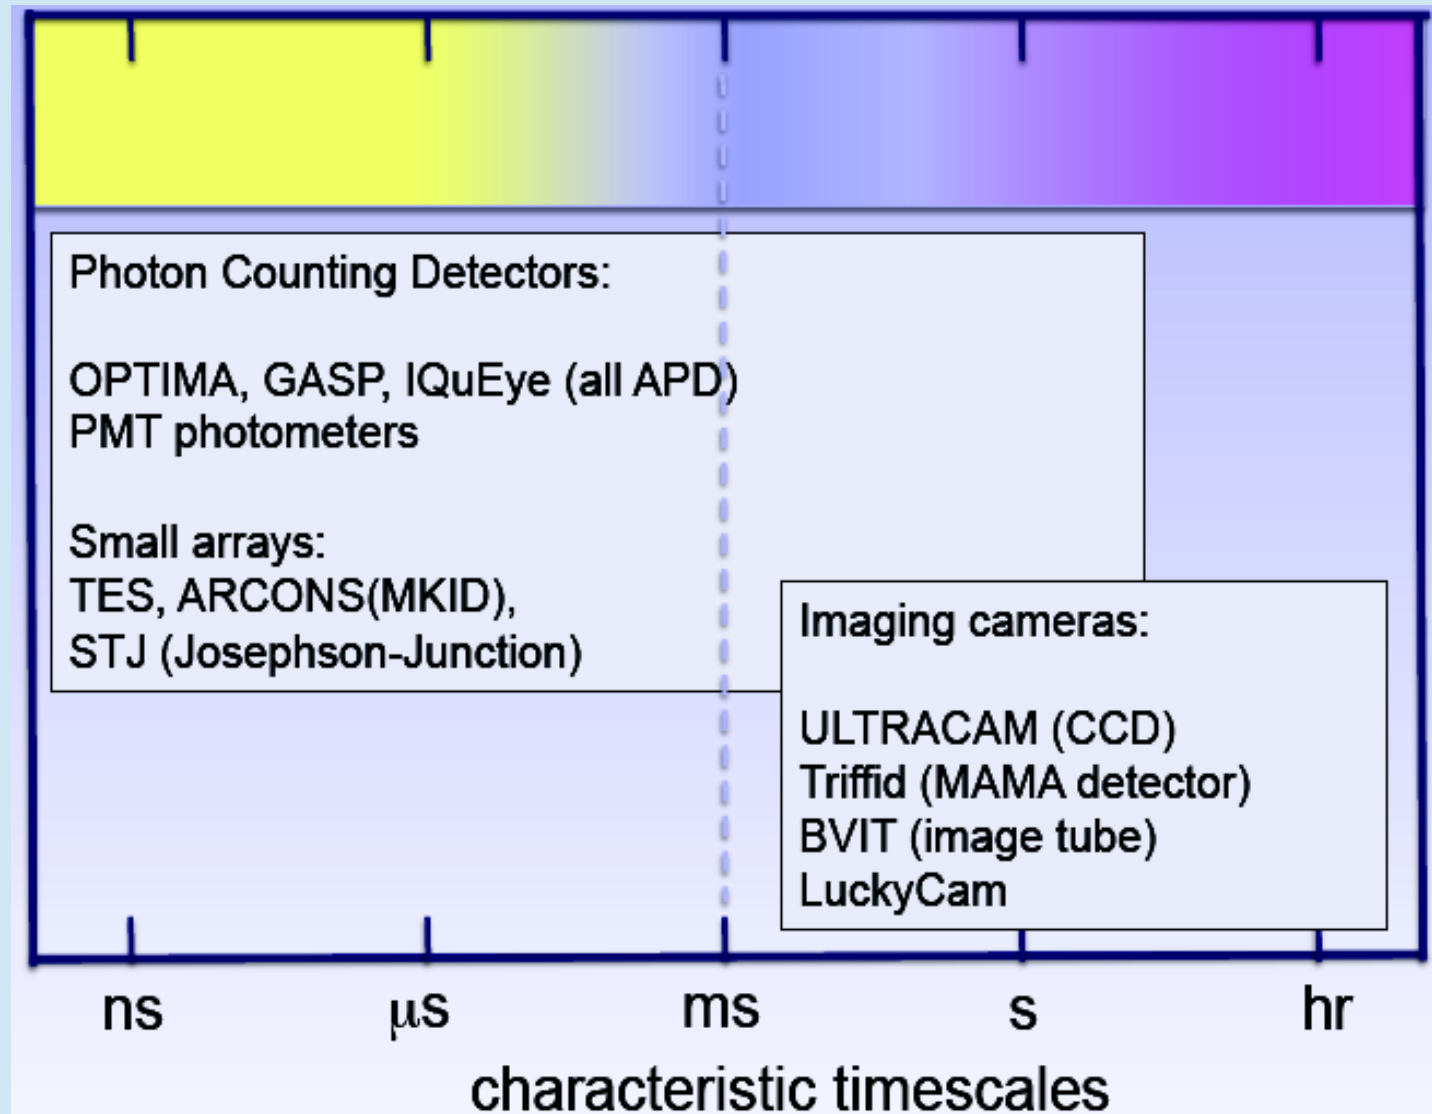 Photon Counting Detectors:
OPTIMA, GASP, IQuEye (all APD)
PMT photometers
Small arrays:
TES, ARCONS(MKID),
STJ (Josephson-Junction)
Imaging cameras:
ULTRACAM (CCD)
Triffid (MAMA detector)
BVIT (image tube)
LuckyCam
ns μs ms s hr
characteristic timescales